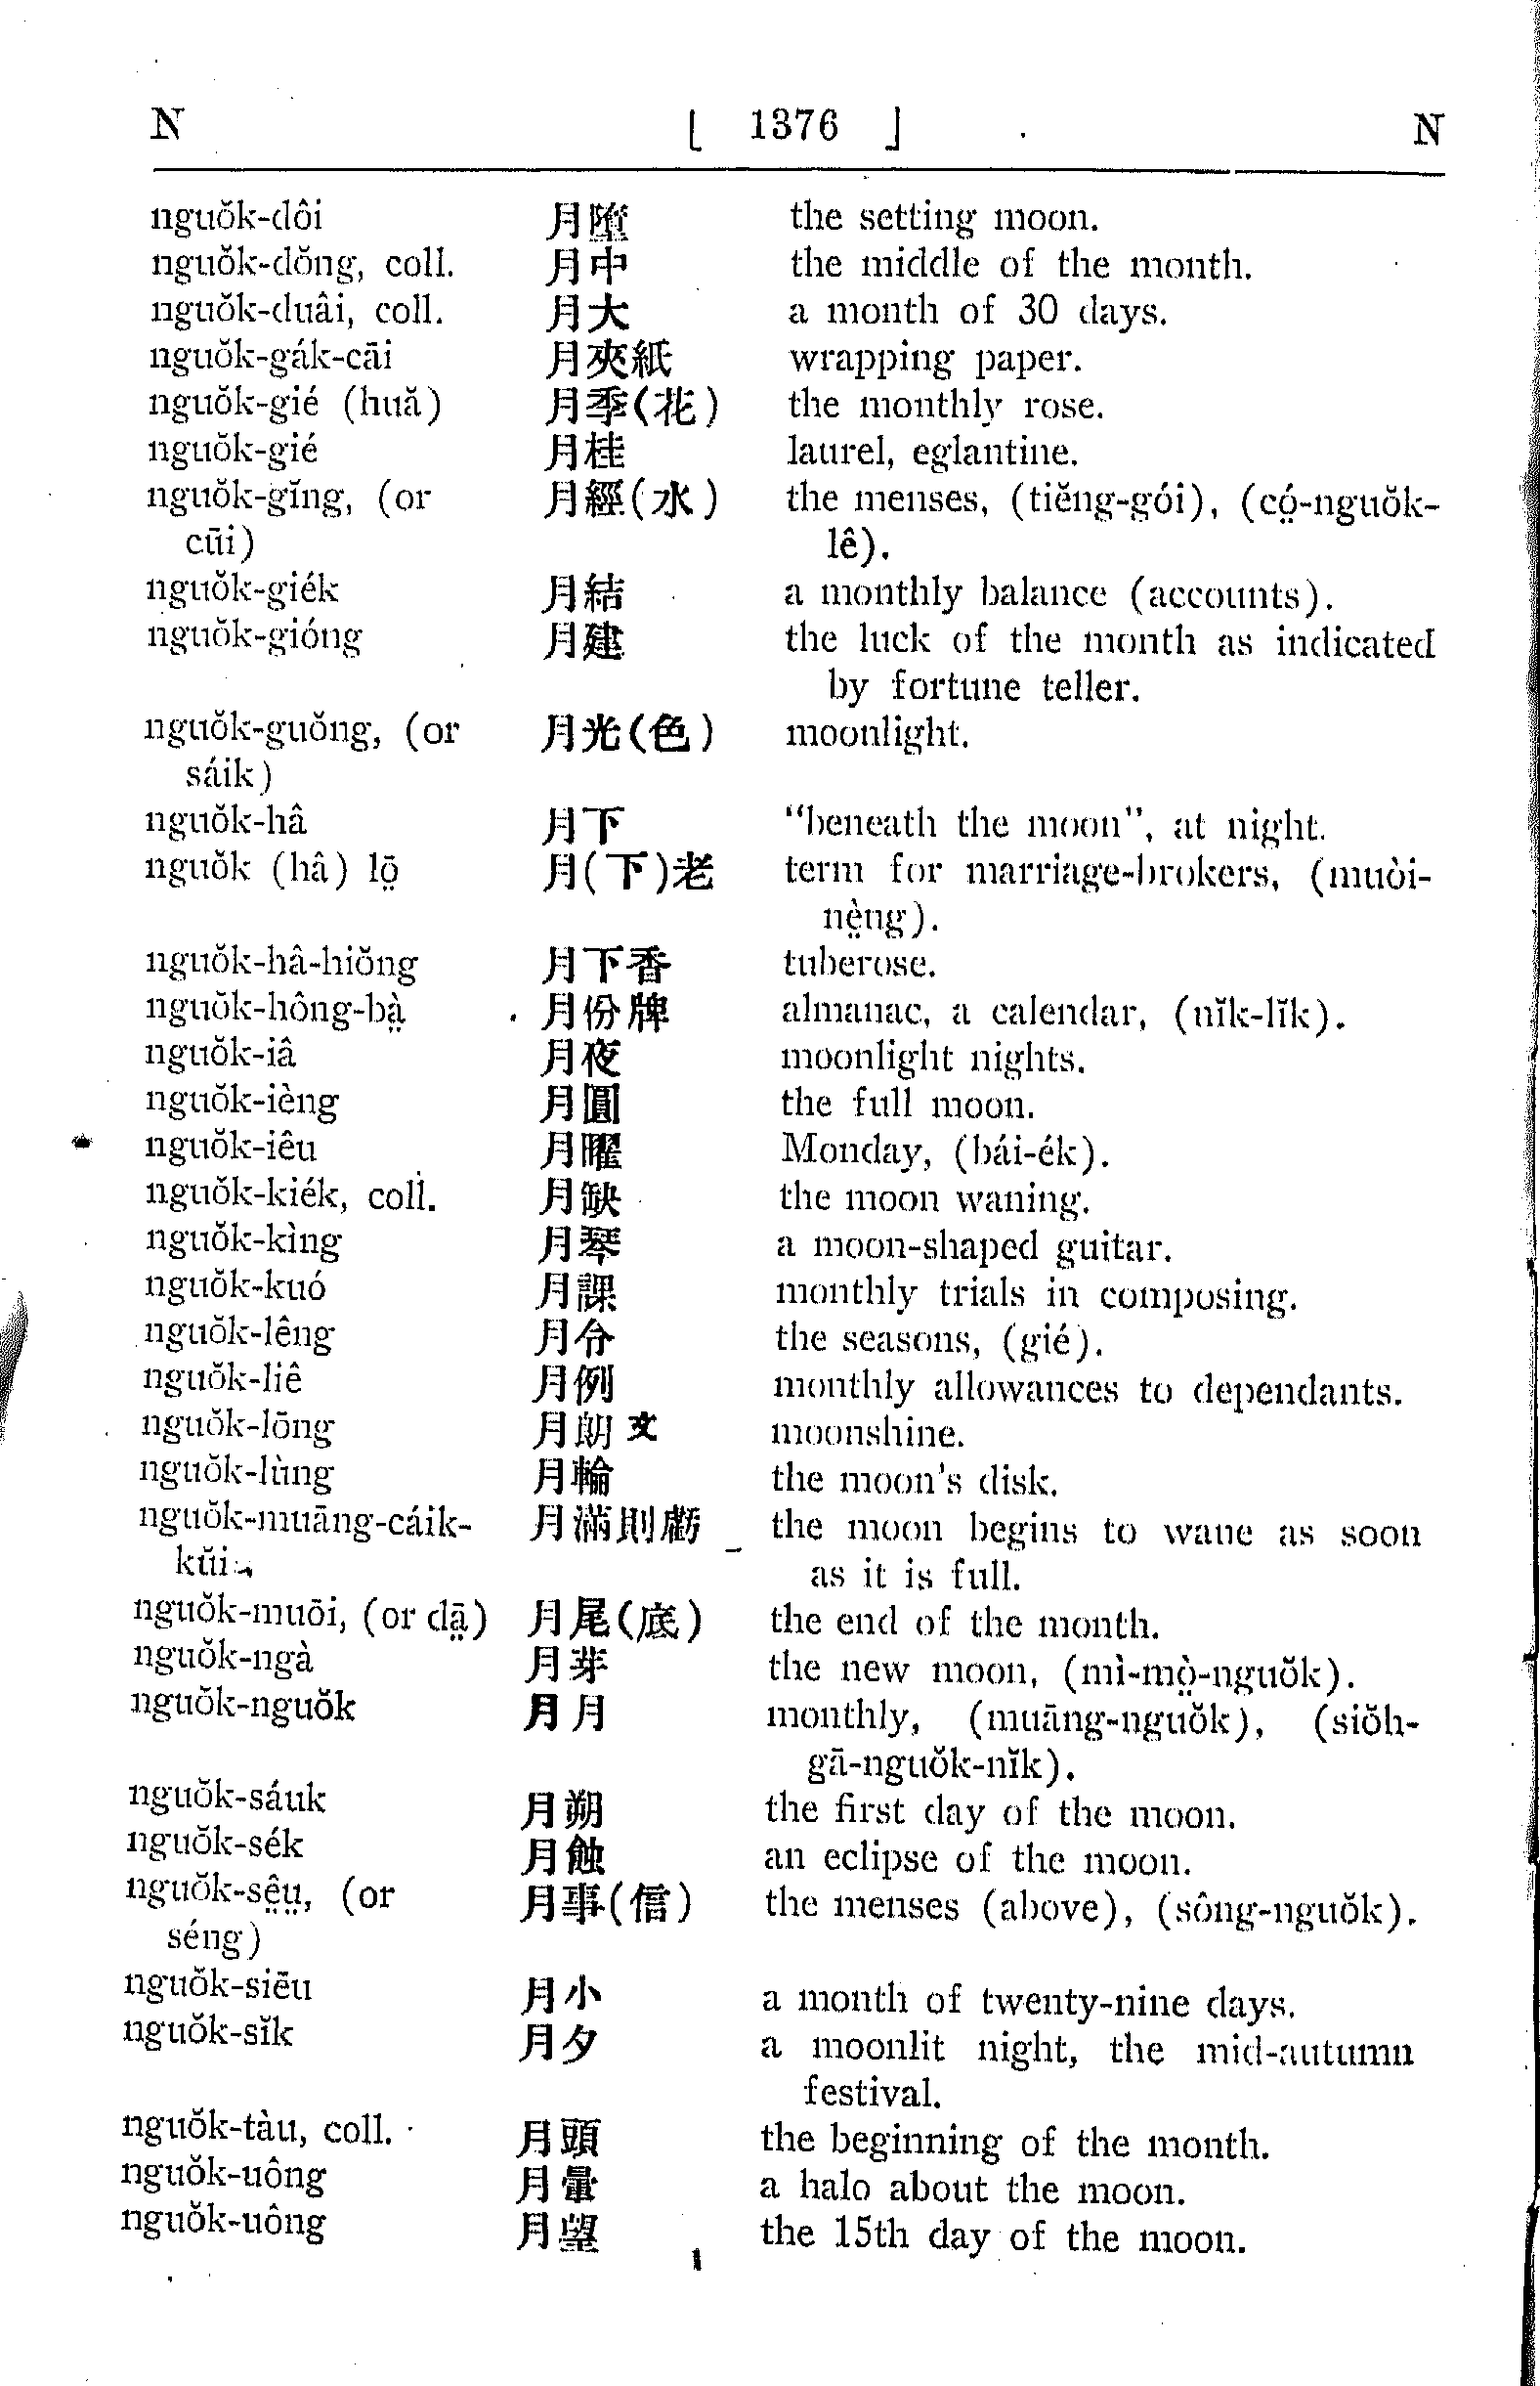 N [ 1376 ] N
nguŏk-dôi 月墮 the setting moon.
nguŏk-dŏng, coll. 月中 the middle of the month.
nguŏk-duâi, coll. 月大 a month of 30 days.
nguŏk-gák-cāi 月夾紙 wrapping paper.
nguŏk-gié (huă) 月季(花) the monthly rose.
nguŏk-gié 月桂 laurel, eglantine.
nguŏk-gĭng, (or 月經(水) the menses, (tiĕng-gói), (có̤-nguŏk-
cūi) lê).
nguŏk-giék 月結 a monthly balance (accounts).
nguŏk-gióng 月建 the luck of the month as indicated
by fortune teller.
nguŏk-guŏng, (or 月光(色) moonlight.
sáik)
nguŏk-hâ 月下 "beneath the moon", at night.
nguŏk (hâ) lō̤ 月(下)老 term for marriage-brokers, (muòi-
nè̤ng).
nguŏk-hâ-hiŏng 月下香 tuberose.
nguŏk-hông-bà̤ 月份牌 almanac, a calendar, (nĭk-lĭk).
nguŏk-iâ 月夜 moonlight nights.
nguŏk-ièng 月圓 the full moon.
nguŏk-iêu 月曜 Monday, (bái-ék).
nguŏk-kiék, coll. 月缺 the moon waning.
nguŏk-kìng 月琴 a moon-shaped guitar.
nguŏk-kuó 月課 monthly trials in composing.
nguŏk-lêng 月令 the seasons, (gié).
nguŏk-liê 月例 monthly allowances to dependants.
nguŏk-lōng 月朗文 moonshine.
nguŏk-lùng 月輪 the moon's disk.
nguŏk-muāng-cáik- 月滿則虧 the moon begins to wane as soon
kŭi as it is full.
nguŏk-muōi, (or dā̤) 月尾(底) the end of the month.
nguŏk-ngà 月芽 the new moon, (mì-mò̤-nguŏk).
nguŏk-nguŏk 月月 monthly, (muāng-nguŏk), (siŏh-
gā-nguŏk-nĭk).
nguŏk-sáuk 月朔 the first day of the moon.
nguŏk-sék 月蝕 an eclipse of the moon.
nguŏk-sê̤ṳ, (or 月事(信) the menses (above), (sông-nguŏk).
séng)
nguŏk-siēu 月小 a month of twenty-nine days.
nguŏk-sĭk 月夕 a moonlit night, the mid-autumn
festival.
nguŏk-tàu, coll. 月頭 the beginning of the month.
nguŏk-uông 月暈 a halo about the moon.
nguŏk-uông 月望 the 15th day of the moon.